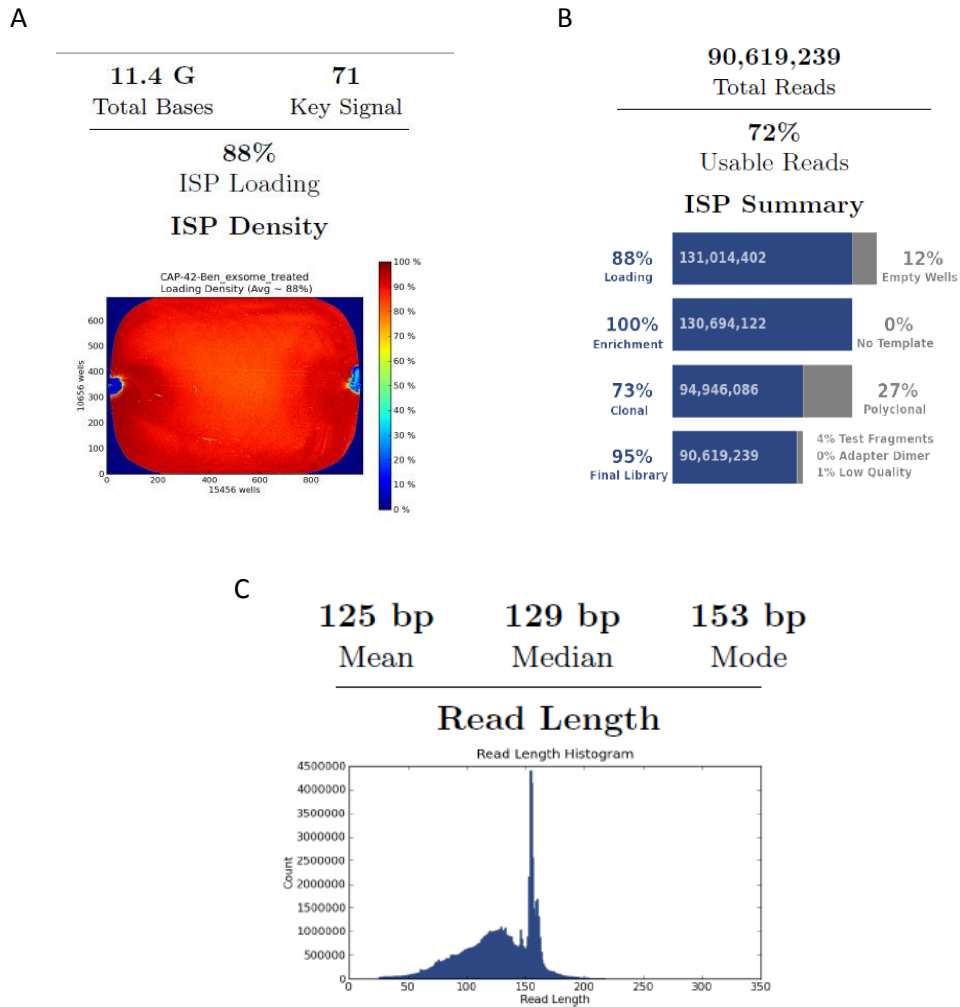 A
11.4 G
Total Bases
71
Key Signal
88%
ISP Loading
ISP Density
CAP-42-Ben_exsome_treated
Loading Density (Avg ~ 88%)
100 %
90 %
80 %
70 %
60 %
50 %
40 %
30 %
20 %
10 %
0 %
10656 wells
600
500
400
300
200
100
0
0 200 400 600 800
15456 wells
B
90,619,239
Total Reads
72%
Usable Reads
ISP Summary
88%
Loading
131,014,402
12%
Empty Wells
100%
Enrichment
130,694,122
0%
No Template
73%
Clonal
94,946,086
27%
Polyclonal
95%
Final Library
90,619,239
4% Test Fragments
0% Adapter Dimer
1% Low Quality
C
125 bp
Mean
129 bp
Median
153 bp
Mode
Read Length
Read Length Histogram
Count
4500000
4000000
3500000
3000000
2500000
2000000
1500000
1000000
500000
0
0 50 100 150 200 250 300 350
Read Length